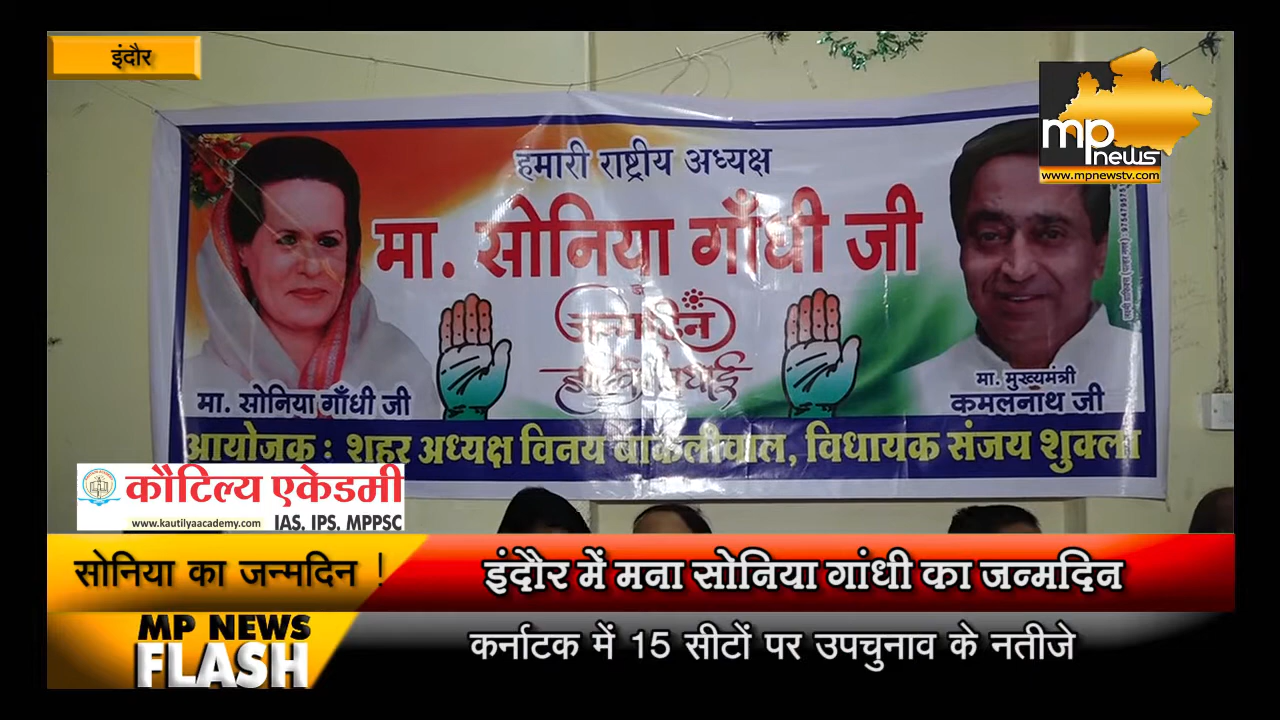 इंदौर
mp
news
www.mpnewstv.com
हमारी राष्ट्रीय अध्यक्ष
मा. सोनिया गाँधी जी
जन्मदिन
मा. सोनिया गाँधी जी
मा. मुख्यमंत्री
कमलनाथ जी
आयोजक : शहर अध्यक्ष विनय बाकलीवाल, विधायक संजय शुक्ला
कौटिल्य एकेडमी
www.kautilyaacademy.com IAS, IPS, MPPSC
सोनिया का जन्मदिन !
इंदौर में मना सोनिया गांधी का जन्मदिन
MP NEWS
FLASH
कर्नाटक में 15 सीटों पर उपचुनाव के नतीजे